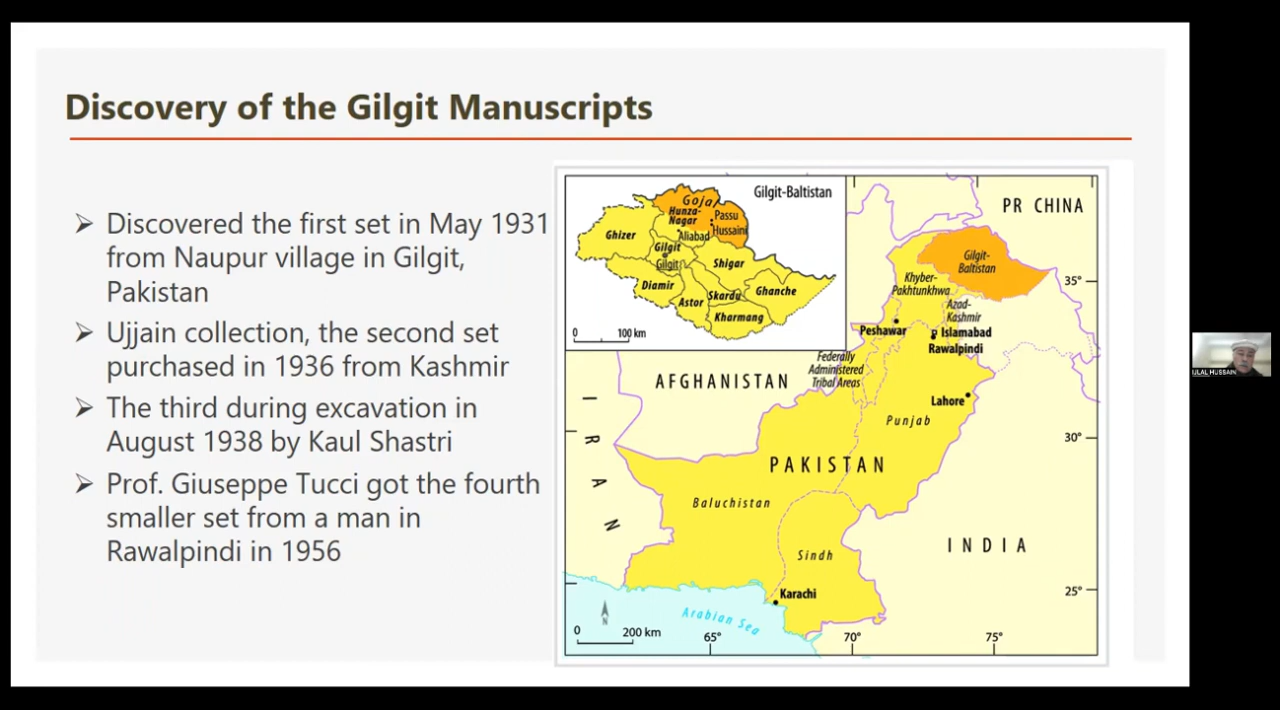 Discovery of the Gilgit Manuscripts
Discovered the first set in May 1931
from Naupur village in Gilgit,
Pakistan
Ujjain collection, the second set
purchased in 1936 from Kashmir
The third during excavation in
August 1938 by Kaul Shastri
Prof. Giuseppe Tucci got the fourth
smaller set from a man in
Rawalpindi in 1956
Gilgit-Baltistan
Gojal
Hunza-
Nagar
Passu
Hussaini
Aliabad
Ghizer
Gilgit
Gilgit
Shigar
Diamir
Astor
Skardu
Ghanche
Kharmang
0 100 km
PR CHINA
Gilgit-
Baltistan
35°
Khyber-
Pakhtunkhwa
Azad-
Kashmir
Peshawar
Islamabad
Rawalpindi
Federally
Administered
Tribal Areas
AFGHANISTAN
Lahore
Punjab
30°
IRAN
PAKISTAN
Baluchistan
INDIA
Sindh
25°
Karachi
Arabian Sea
N
0 200 km
65°
70°
75°
HUSSAIN